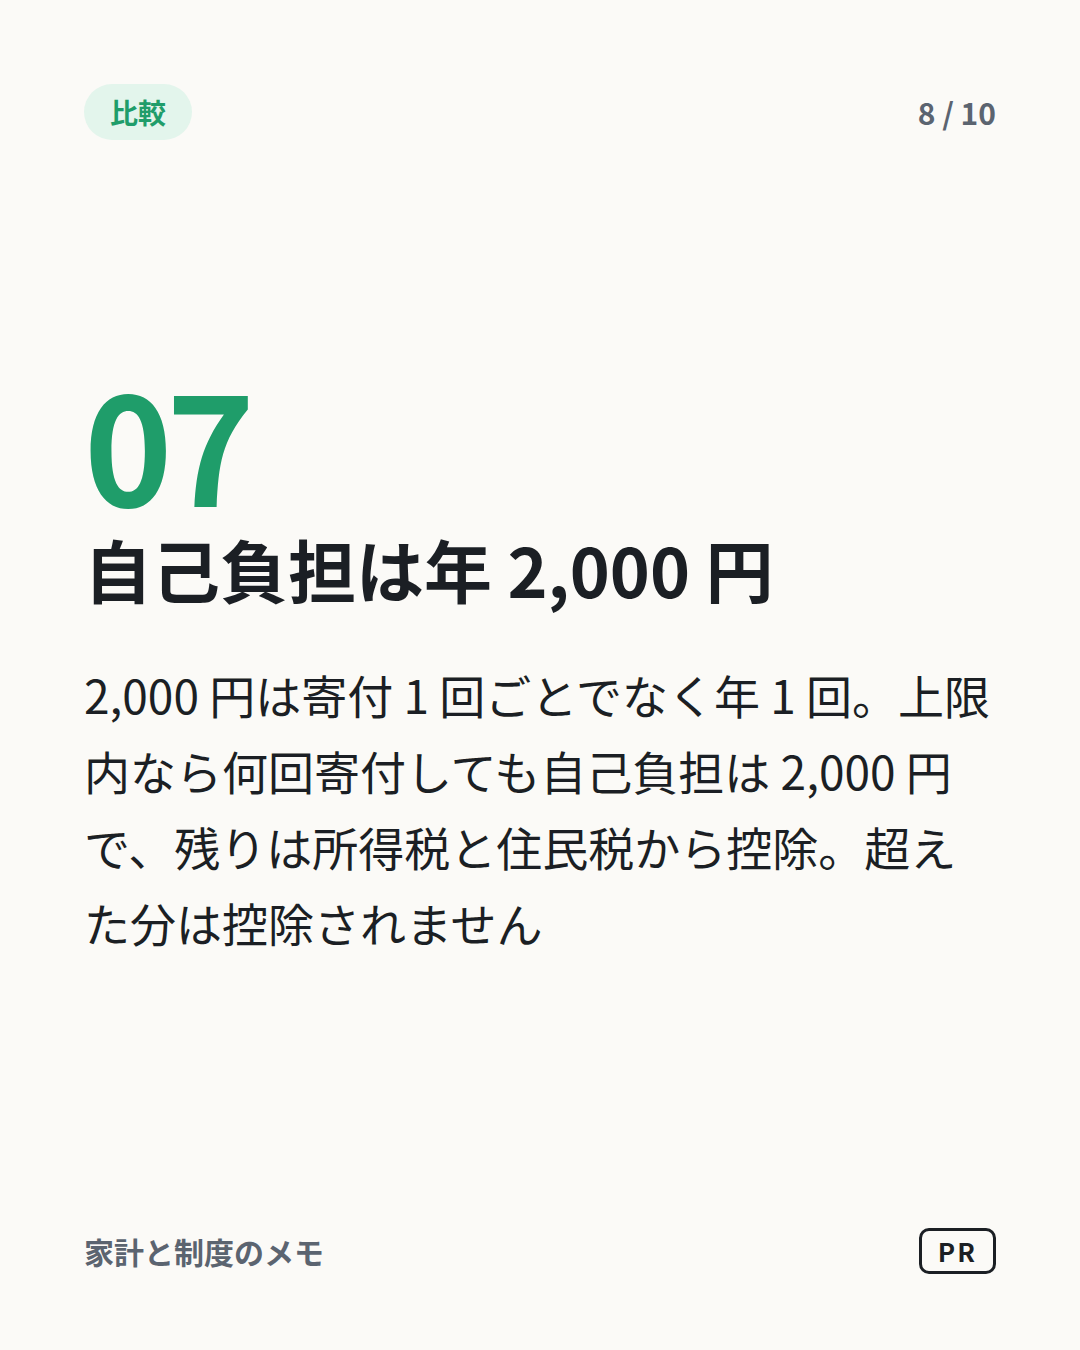 比較
8 / 10
07
自己負担は年 2,000 円
2,000 円は寄付 1 回ごとでなく年 1 回。上限
内なら何回寄付しても自己負担は 2,000 円
で、残りは所得税と住民税から控除。超え
た分は控除されません
家計と制度のメモ
PR